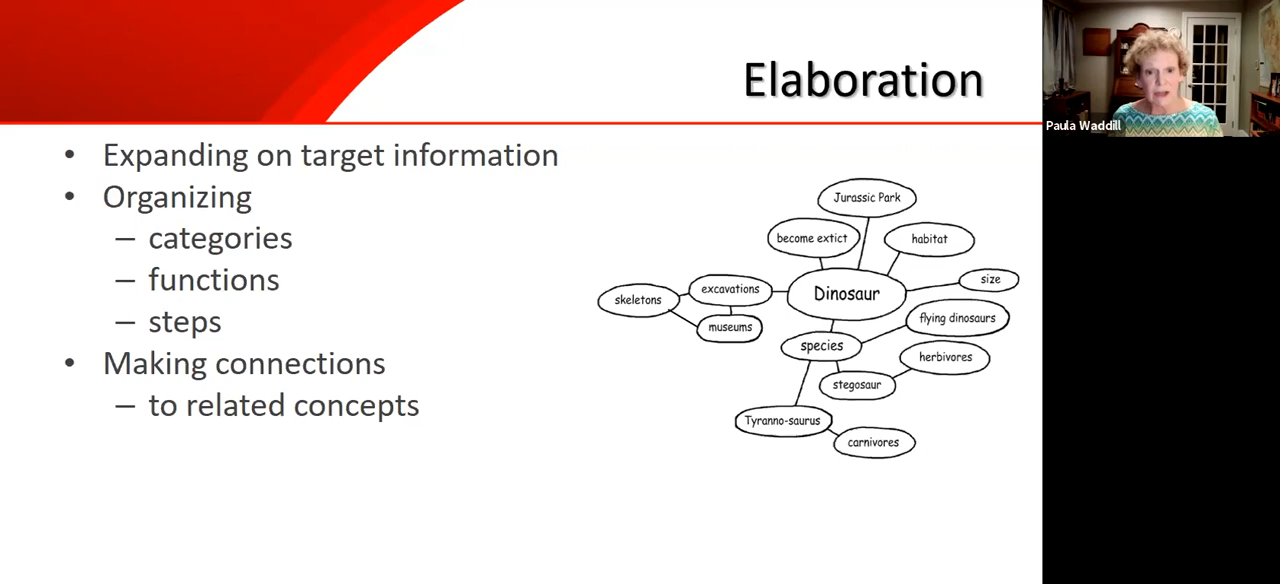 Elaboration
Paula Waddill
• Expanding on target information
• Organizing
– categories
– functions
– steps
• Making connections
– to related concepts
Jurassic Park
become extict
habitat
size
excavations
Dinosaur
skeletons
flying dinosaurs
museums
species
herbivores
stegosaur
Tyranno-saurus
carnivores